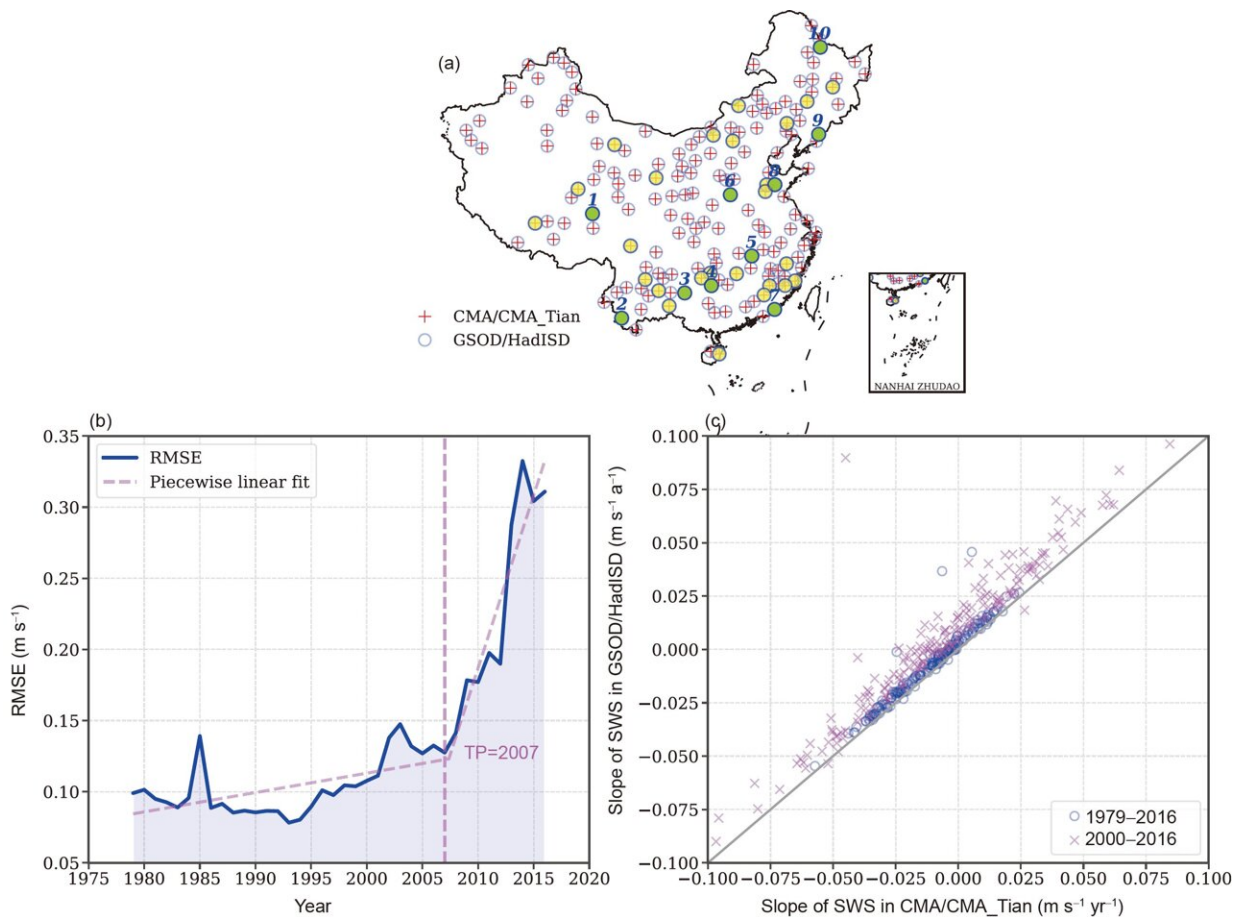 (a)
10
9
8
6
1
5
4
3
2
7
CMA/CMA_Tian
GSOD/HadISD
NANHAI ZHUDAO
(b)
0.35
0.30
0.25
0.20
0.15
0.10
0.05
RMSE (m s⁻¹)
RMSE
Piecewise linear fit
TP=2007
1975 1980 1985 1990 1995 2000 2005 2010 2015 2020
Year
(c)
0.100
0.075
0.050
0.025
0.000
−0.025
−0.050
−0.075
−0.100
Slope of SWS in GSOD/HadISD (m s⁻¹ a⁻¹)
1979–2016
2000–2016
−0.100 −0.075 −0.050 −0.025 0.000 0.025 0.050 0.075 0.100
Slope of SWS in CMA/CMA_Tian (m s⁻¹ yr⁻¹)